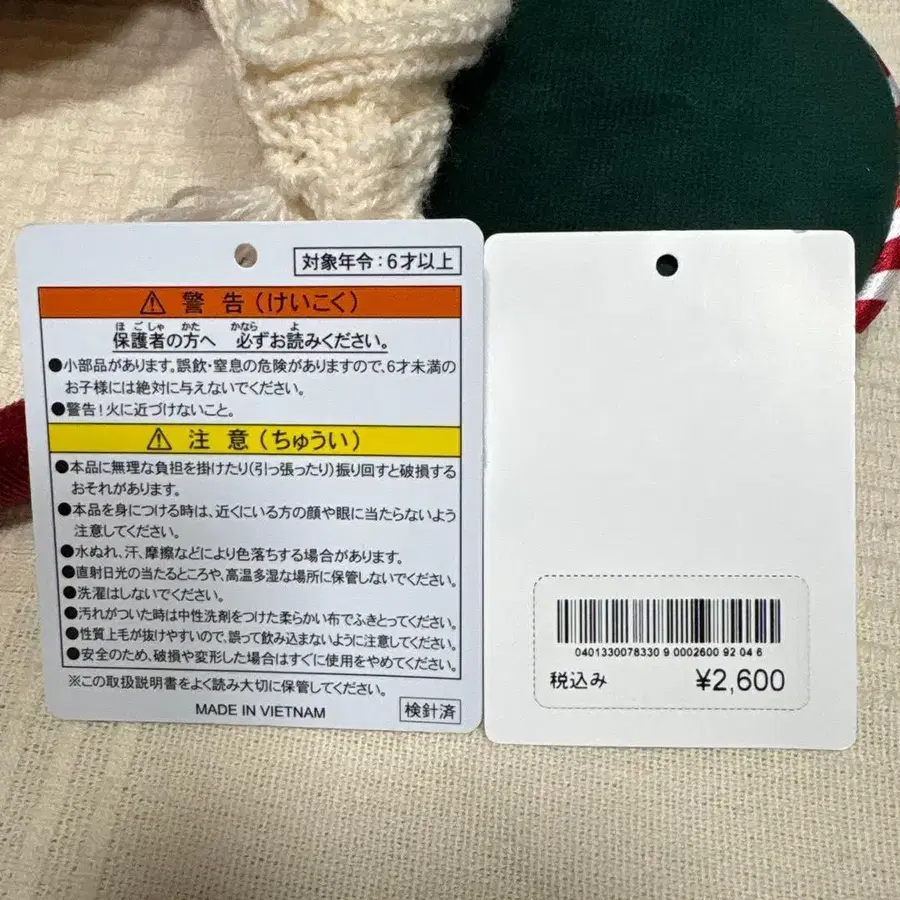 対象年令：6才以上
⚠ 警告（けいこく）
ほごしゃ かた かなら よ
保護者の方へ 必ずお読みください。
●小部品があります。誤飲・窒息の危険がありますので、6才未満の
お子様には絶対に与えないでください。
●警告！火に近づけないこと。
⚠ 注意（ちゅうい）
●本品に無理な負担を掛けたり（引っ張ったり）振り回すと破損する
おそれがあります。
●本品を身につける時は、近くにいる方の顔や眼に当たらないよう
注意してください。
●水ぬれ、汗、摩擦などにより色落ちする場合があります。
●直射日光の当たるところや、高温多湿な場所に保管しないでください。
●洗濯はしないでください。
●汚れがついた時は中性洗剤をつけた柔らかい布でふきとってください。
●性質上毛が抜けやすいので、誤って飲み込まないように注意してください。
●安全のため、破損や変形した場合はすぐに使用をやめてください。
※この取扱説明書をよく読み大切に保管してください。
MADE IN VIETNAM
検針済
0401330078330 9 0002600 92 04 6
税込み ¥2,600